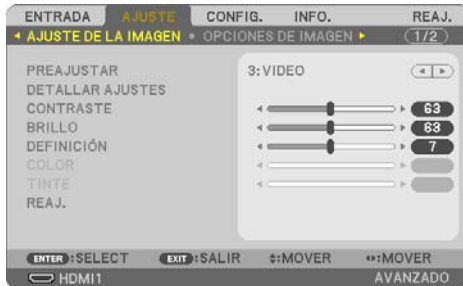 ENTRADA AJUSTE CONFIG. INFO. REAJ.
AJUSTE DE LA IMAGEN • OPCIONES DE IMAGEN 1/2
PREAJUSTAR 3:VIDEO
DETALLAR AJUSTES
CONTRASTE 63
BRILLO 63
DEFINICIÓN 7
COLOR
TINTE
REAJ.
ENTER :SELECT EXIT :SALIR :MOVER :MOVER
HDMI1 AVANZADO